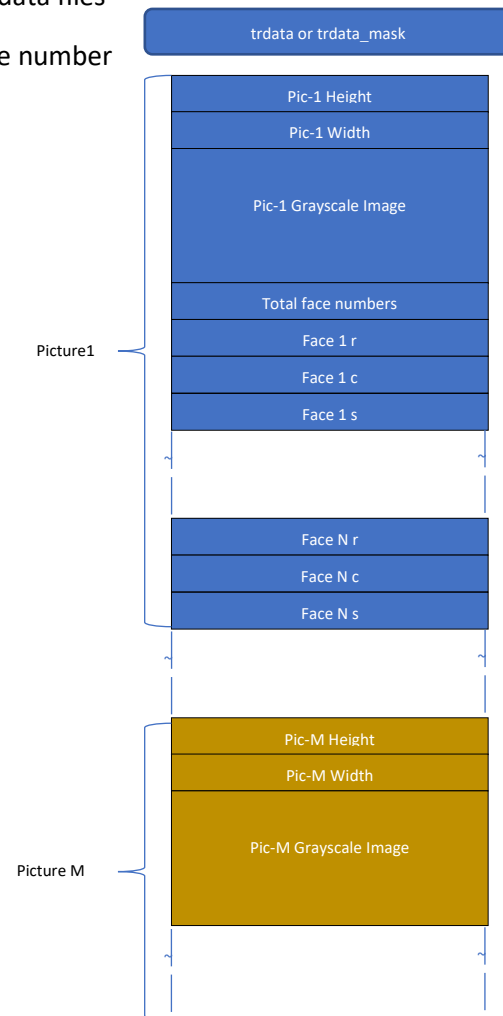 data files
e number
trdata or trdata_mask
Pic-1 Height
Pic-1 Width
Pic-1 Grayscale Image
Total face numbers
Picture1
Face 1 r
Face 1 c
Face 1 s
~ ~
Face N r
Face N c
Face N s
~ ~
Pic-M Height
Pic-M Width
Pic-M Grayscale Image
Picture M
~ ~